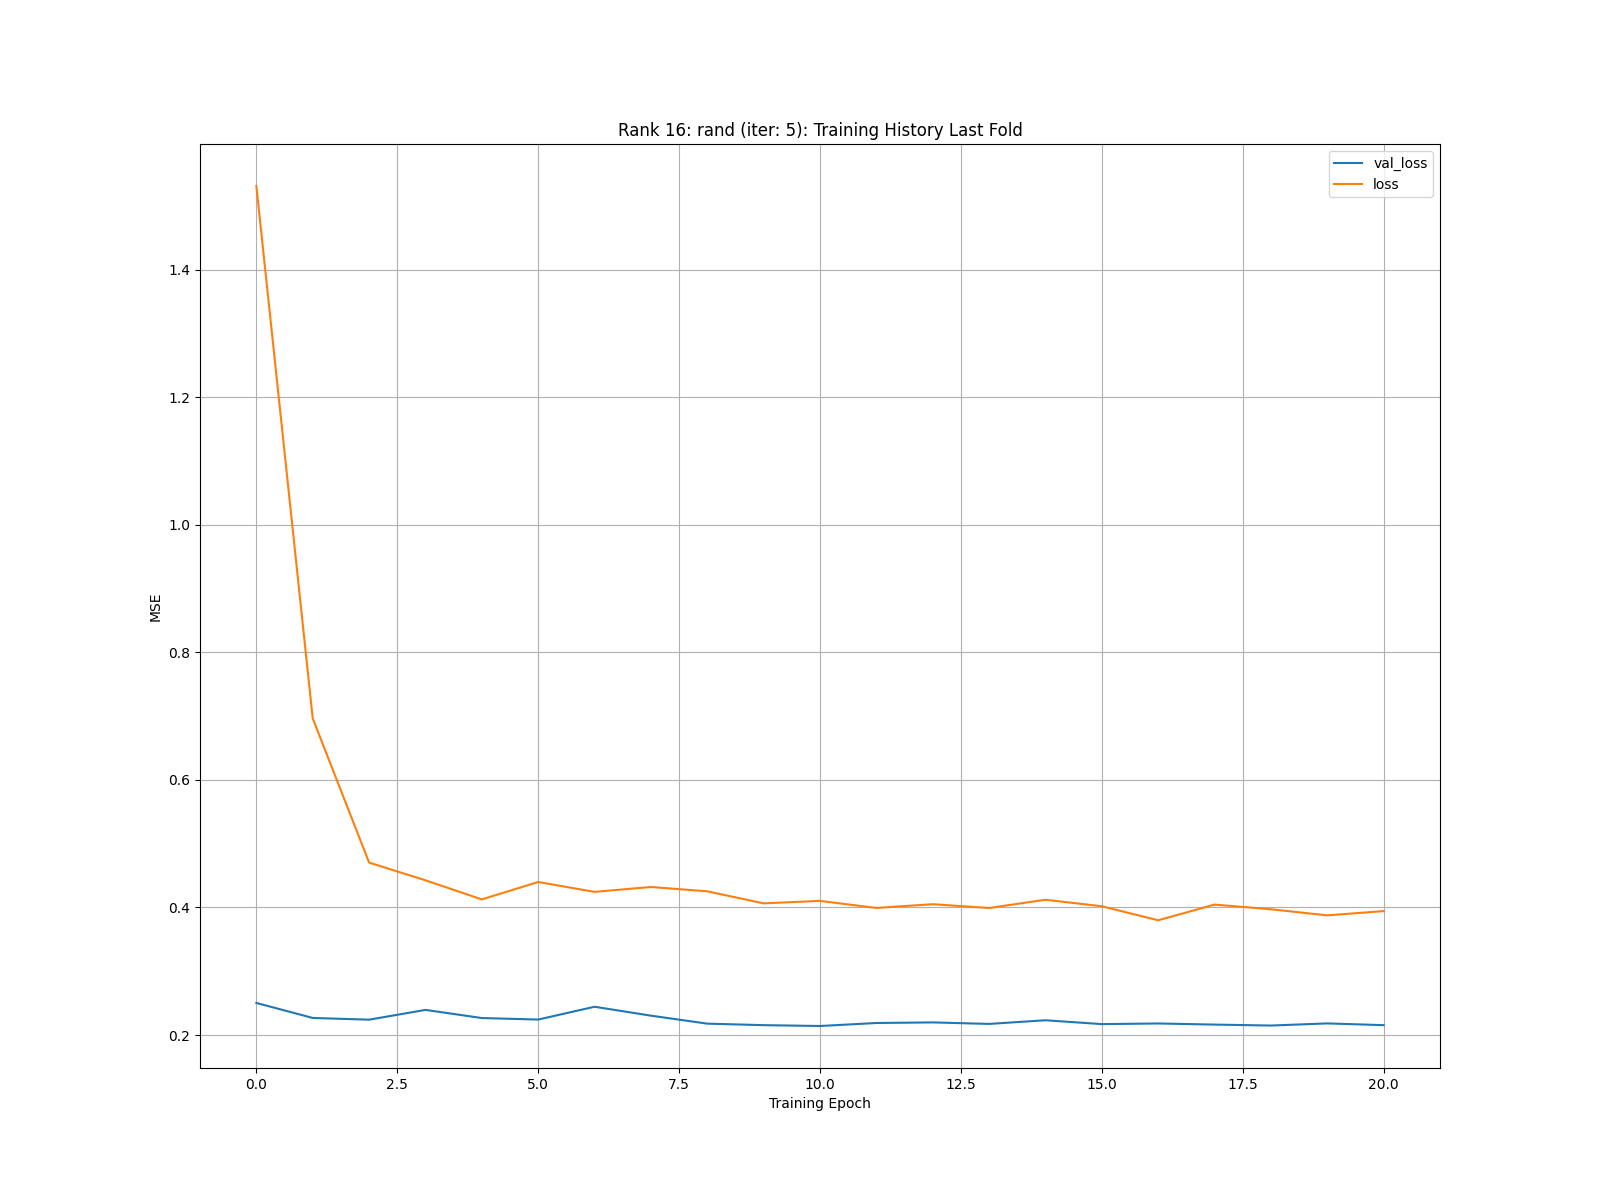 Rank 16: rand (iter: 5): Training History Last Fold
val_loss
loss
1.4
1.2
1.0
0.8
0.6
0.4
0.2
MSE
0.0 2.5 5.0 7.5 10.0 12.5 15.0 17.5 20.0
Training Epoch